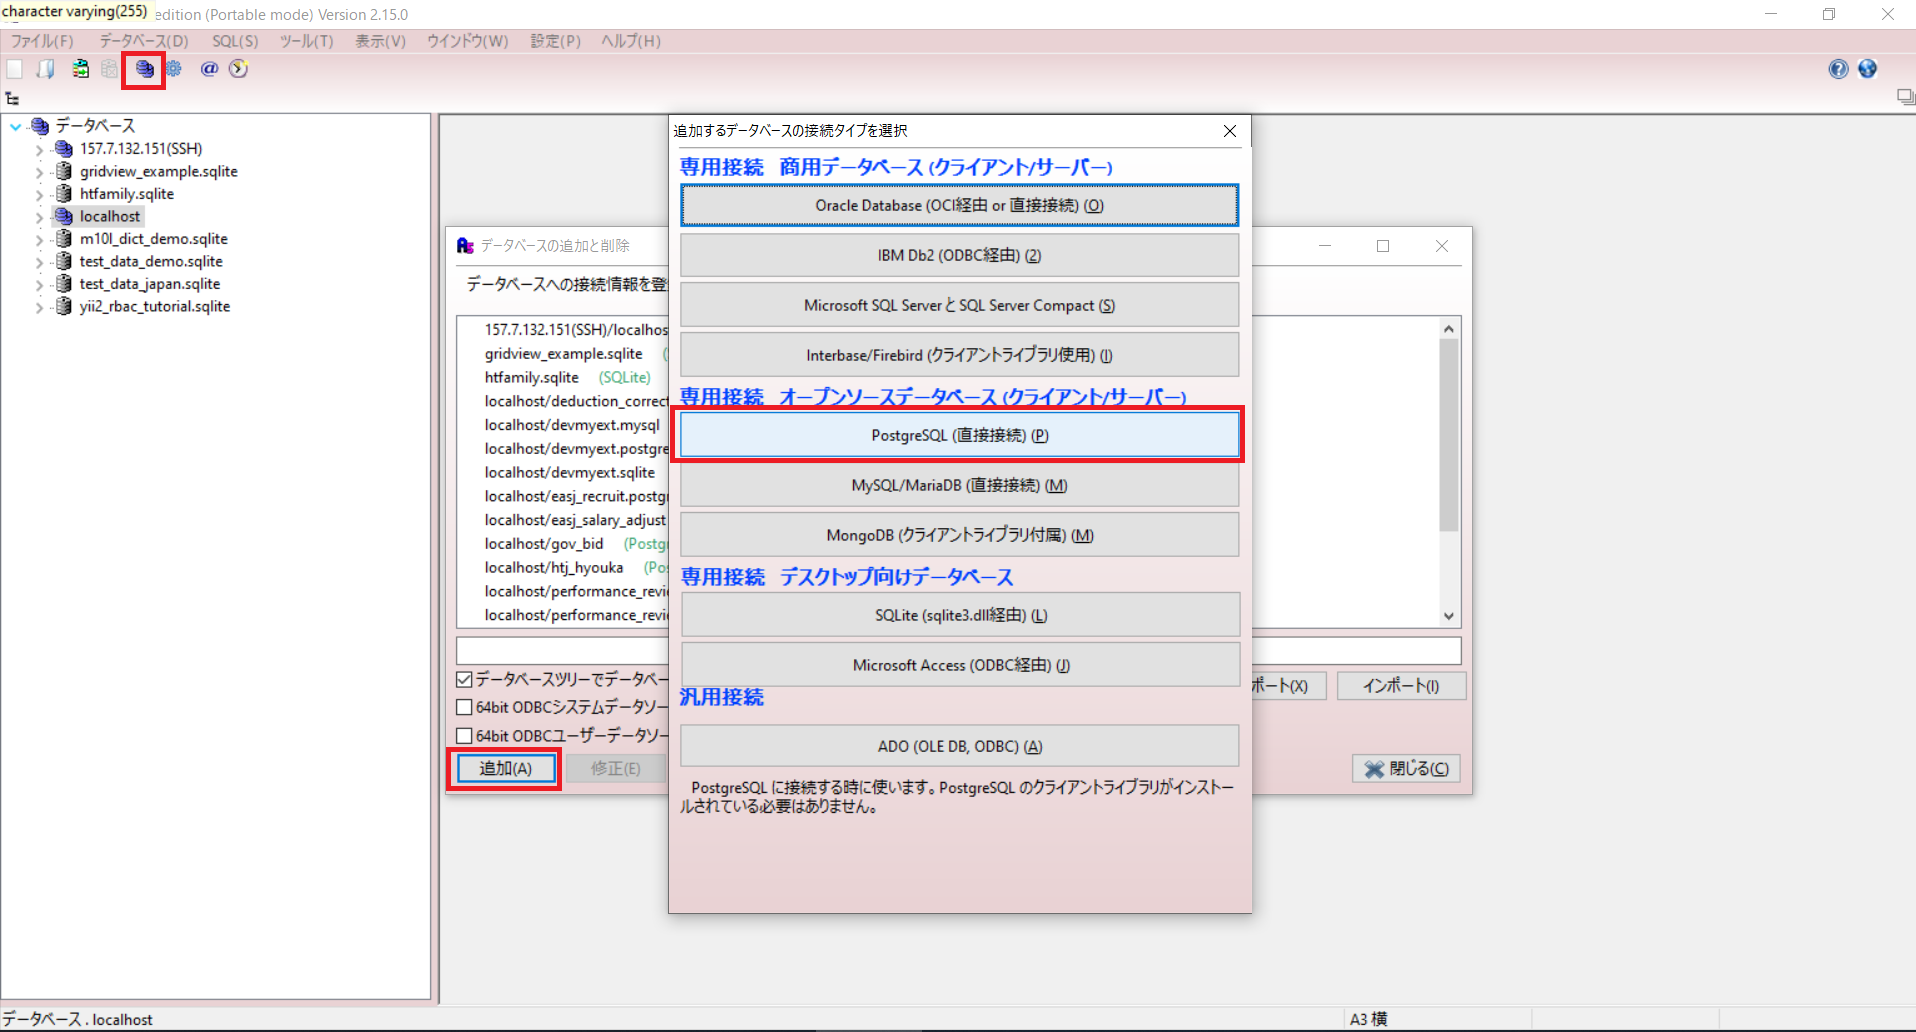 character varying(255)
edition (Portable mode) Version 2.15.0
ファイル(F) データベース(D) SQL(S) ツール(T) 表示(V) ウインドウ(W) 設定(P) ヘルプ(H)
データベース
157.7.132.151(SSH)
gridview_example.sqlite
htfamily.sqlite
localhost
m10l_dict_demo.sqlite
test_data_demo.sqlite
test_data_japan.sqlite
yii2_rbac_tutorial.sqlite
データベースの追加と削除
データベースへの接続情報を登
157.7.132.151(SSH)/localhos
gridview_example.sqlite
htfamily.sqlite (SQLite)
localhost/deduction_correct
localhost/devmyext.mysql
localhost/devmyext.postgre
localhost/devmyext.sqlite
localhost/easj_recruit.postgr
localhost/easj_salary_adjust
localhost/gov_bid (Postg
localhost/htj_hyouka (Pos
localhost/performance_revie
localhost/performance_revie
データベースツリーでデータベー
64bit ODBCシステムデータソー
64bit ODBCユーザーデータソー
追加(A) 修正(E)
ポート(X) インポート(I)
閉じる(C)
追加するデータベースの接続タイプを選択
専用接続 商用データベース (クライアント/サーバー)
Oracle Database (OCI経由 or 直接接続) (O)
IBM Db2 (ODBC経由) (2)
Microsoft SQL Server と SQL Server Compact (S)
Interbase/Firebird (クライアントライブラリ使用) (I)
専用接続 オープンソースデータベース (クライアント/サーバー)
PostgreSQL (直接接続) (P)
MySQL/MariaDB (直接接続) (M)
MongoDB (クライアントライブラリ付属) (M)
専用接続 デスクトップ向けデータベース
SQLite (sqlite3.dll経由) (L)
Microsoft Access (ODBC経由) (J)
汎用接続
ADO (OLE DB, ODBC) (A)
PostgreSQL に接続する時に使います。PostgreSQL のクライアントライブラリがインストー
ルされている必要はありません。
データベース . localhost
A3 横